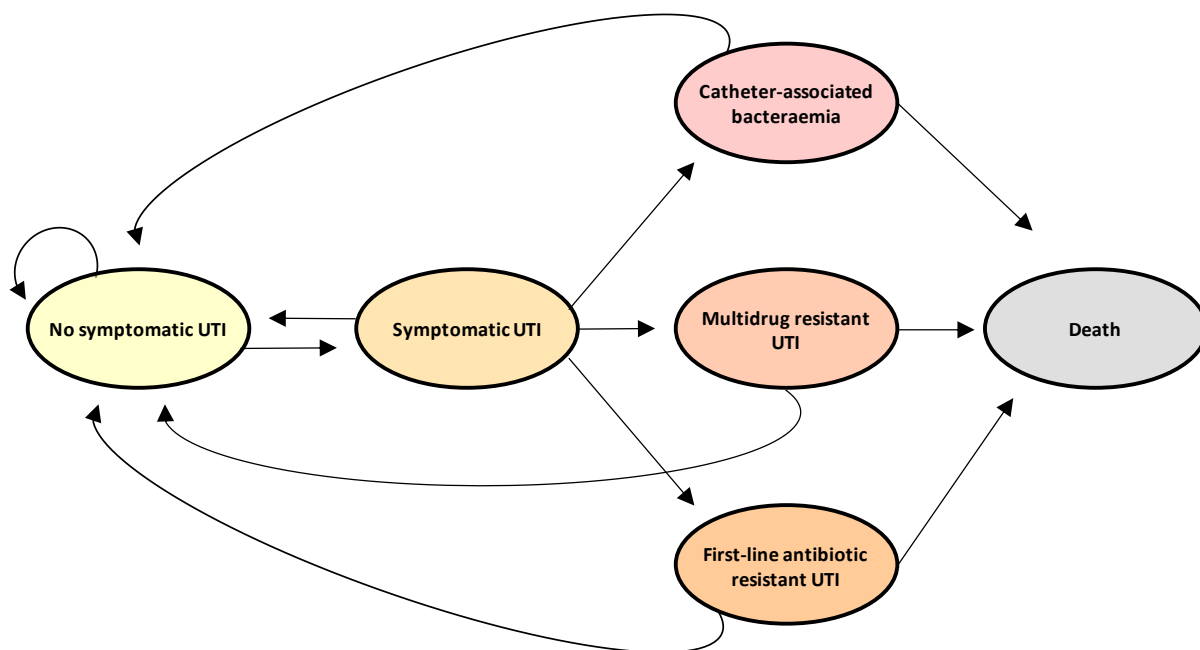 Catheter-associated
bacteraemia
No symptomatic UTI
Symptomatic UTI
Multidrug resistant
UTI
Death
First-line antibiotic
resistant UTI